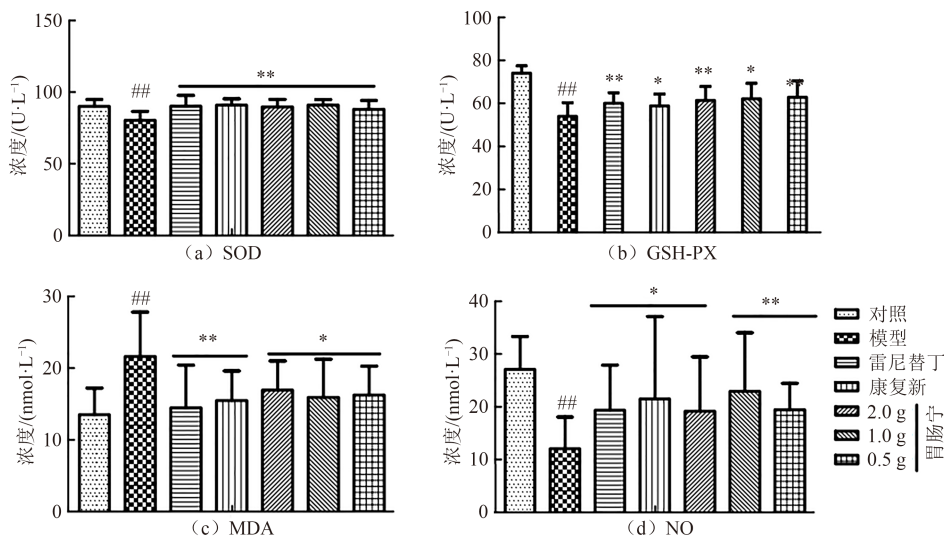 150
100
50
0
浓度/(U·L⁻¹)
##
**
（a）SOD
100
80
60
40
20
0
浓度/(U·L⁻¹)
##
**
*
**
*
**
（b）GSH-PX
30
20
10
0
浓度/(nmol·L⁻¹)
##
**
*
（c）MDA
40
30
20
10
0
浓度/(nmol·L⁻¹)
##
*
**
（d）NO
对照
模型
雷尼替丁
康复新
2.0 g
1.0 g
0.5 g
胃肠宁